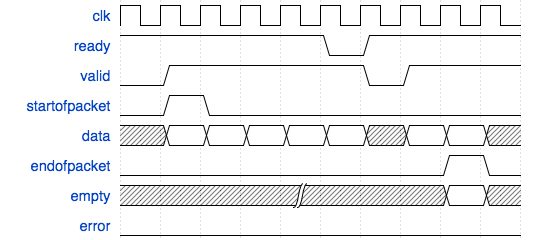 clk
ready
valid
startofpacket
data
endofpacket
empty
error